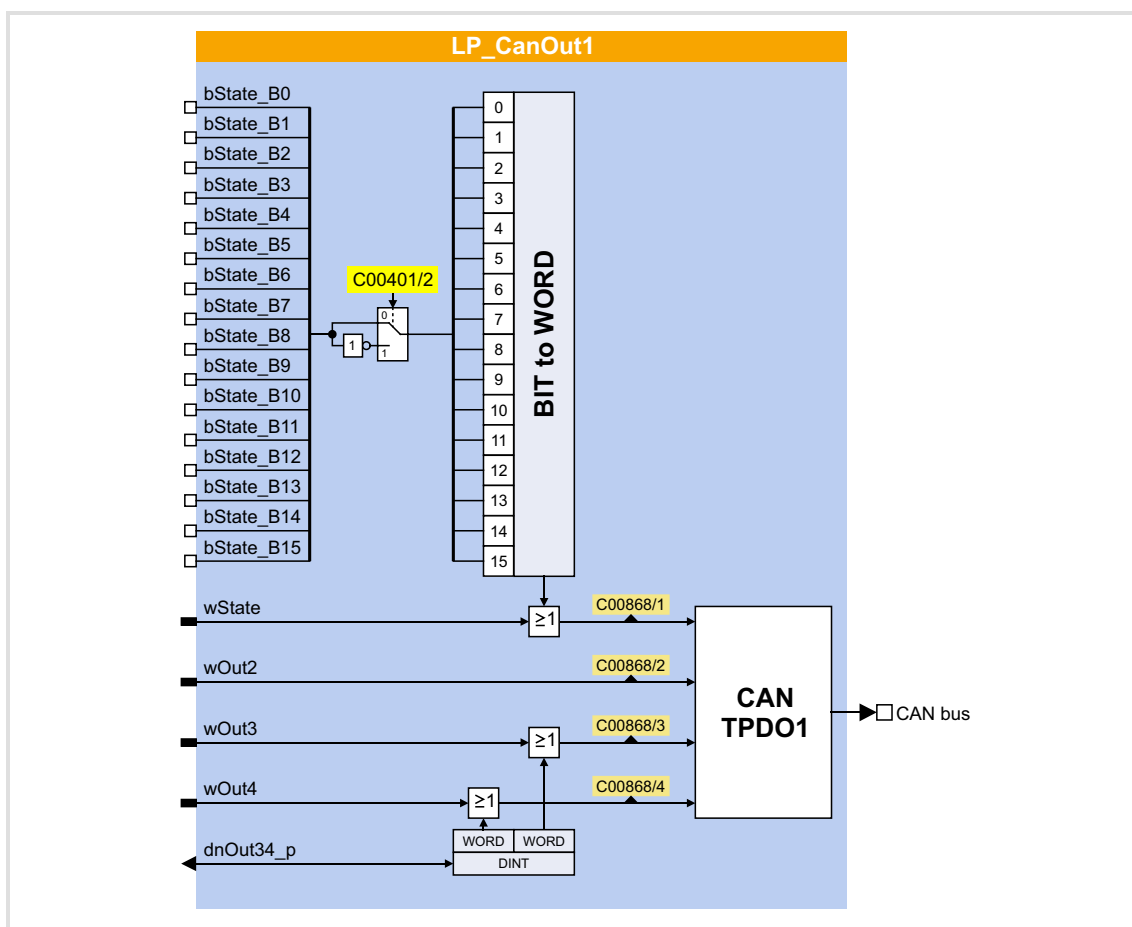 LP_CanOut1
bState_B0
0
bState_B1
1
bState_B2
2
bState_B3
3
bState_B4
4
bState_B5
5
bState_B6
6
bState_B7
7
bState_B8
8
bState_B9
9
bState_B10
10
bState_B11
11
bState_B12
12
bState_B13
13
bState_B14
14
bState_B15
15
C00401/2
0
1
1
BIT to WORD
wState
≥1
C00868/1
wOut2
C00868/2
wOut3
≥1
C00868/3
wOut4
≥1
C00868/4
CAN
TPDO1
CAN bus
dnOut34_p
WORD WORD
DINT